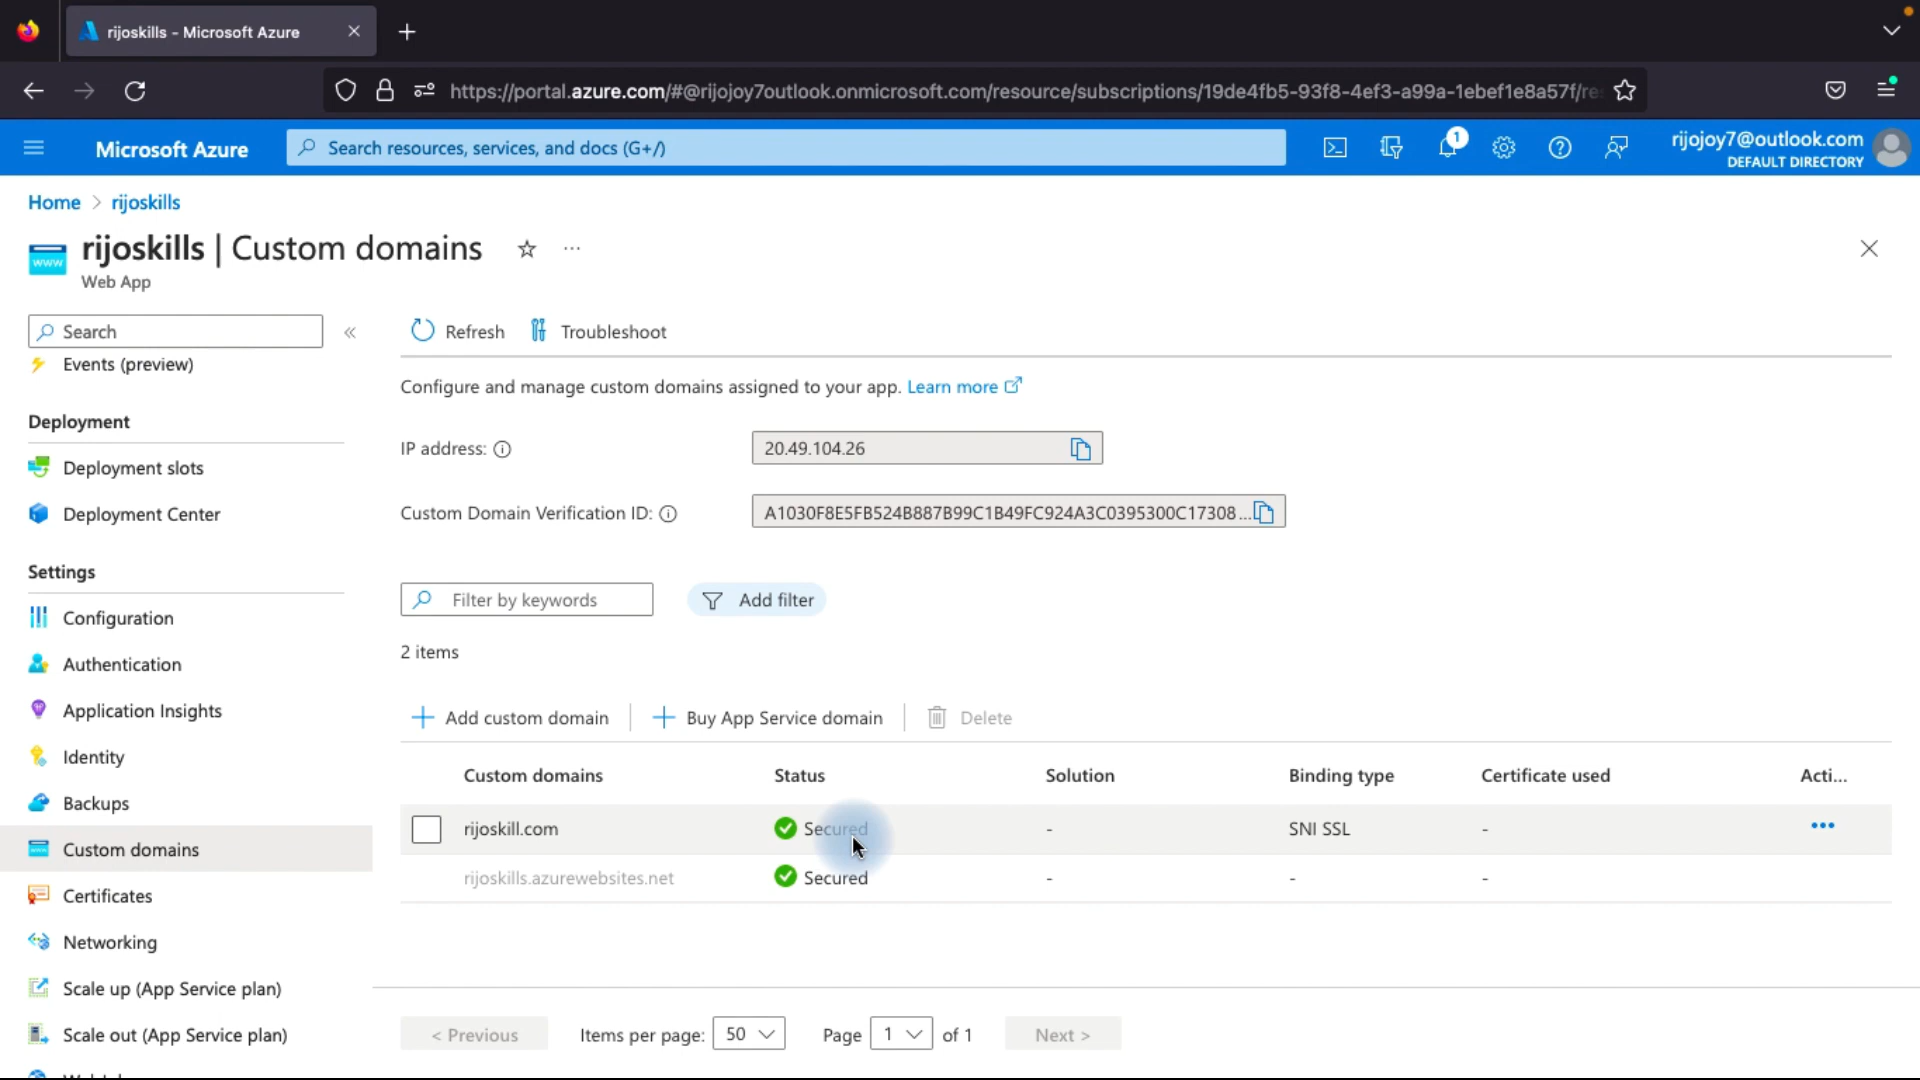 rijoskills - Microsoft Azure
https://portal.azure.com/#@rijojoy7outlook.onmicrosoft.com/resource/subscriptions/19de4fb5-93f8-4ef3-a99a-1ebef1e8a57f/re
Microsoft Azure
Search resources, services, and docs (G+/)
1
rijojoy7@outlook.com
DEFAULT DIRECTORY
Home > rijoskills
www
rijoskills | Custom domains
Web App
Search
Refresh
Troubleshoot
Events (preview)
Configure and manage custom domains assigned to your app. Learn more
Deployment
IP address:
20.49.104.26
Deployment slots
Deployment Center
Custom Domain Verification ID:
A1030F8E5FB524B887B99C1B49FC924A3C0395300C17308...
Settings
Filter by keywords
Add filter
Configuration
2 items
Authentication
Application Insights
Add custom domain
Buy App Service domain
Delete
Identity
Custom domains Status Solution Binding type Certificate used Acti...
Backups
rijoskill.com Secured - SNI SSL -
Custom domains
rijoskills.azurewebsites.net Secured - - -
Certificates
Networking
Scale up (App Service plan)
Scale out (App Service plan)
< Previous
Items per page: 50
Page 1 of 1
Next >